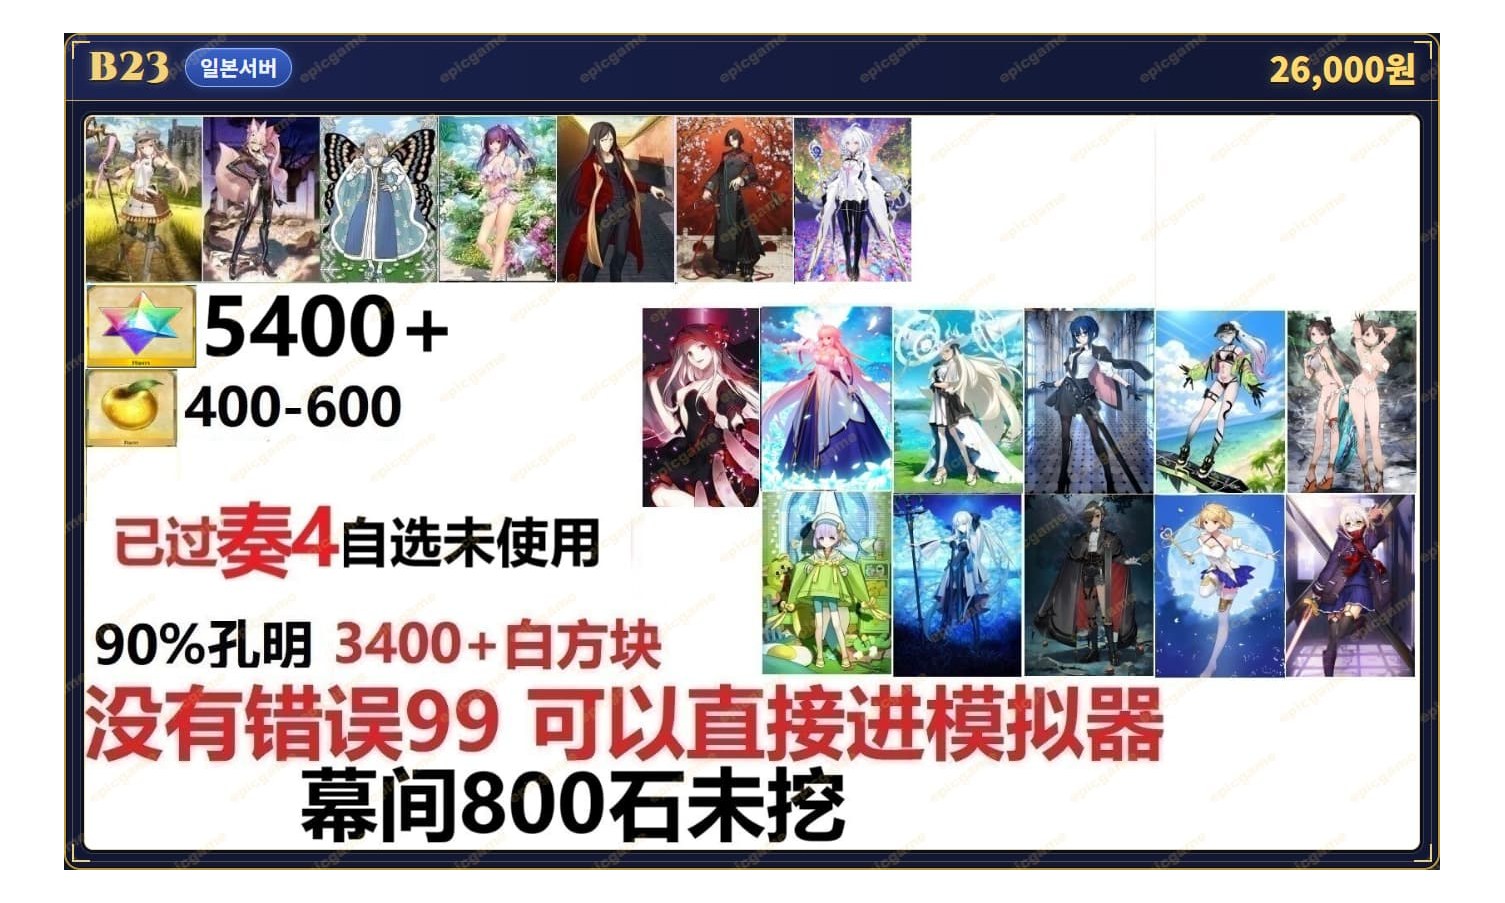 B23 일본서버 26,000원
5400+
400-600
已过奏4自选未使用
90%孔明 3400+白方块
没有错误99 可以直接进模拟器
幕间800石未挖
epicgame